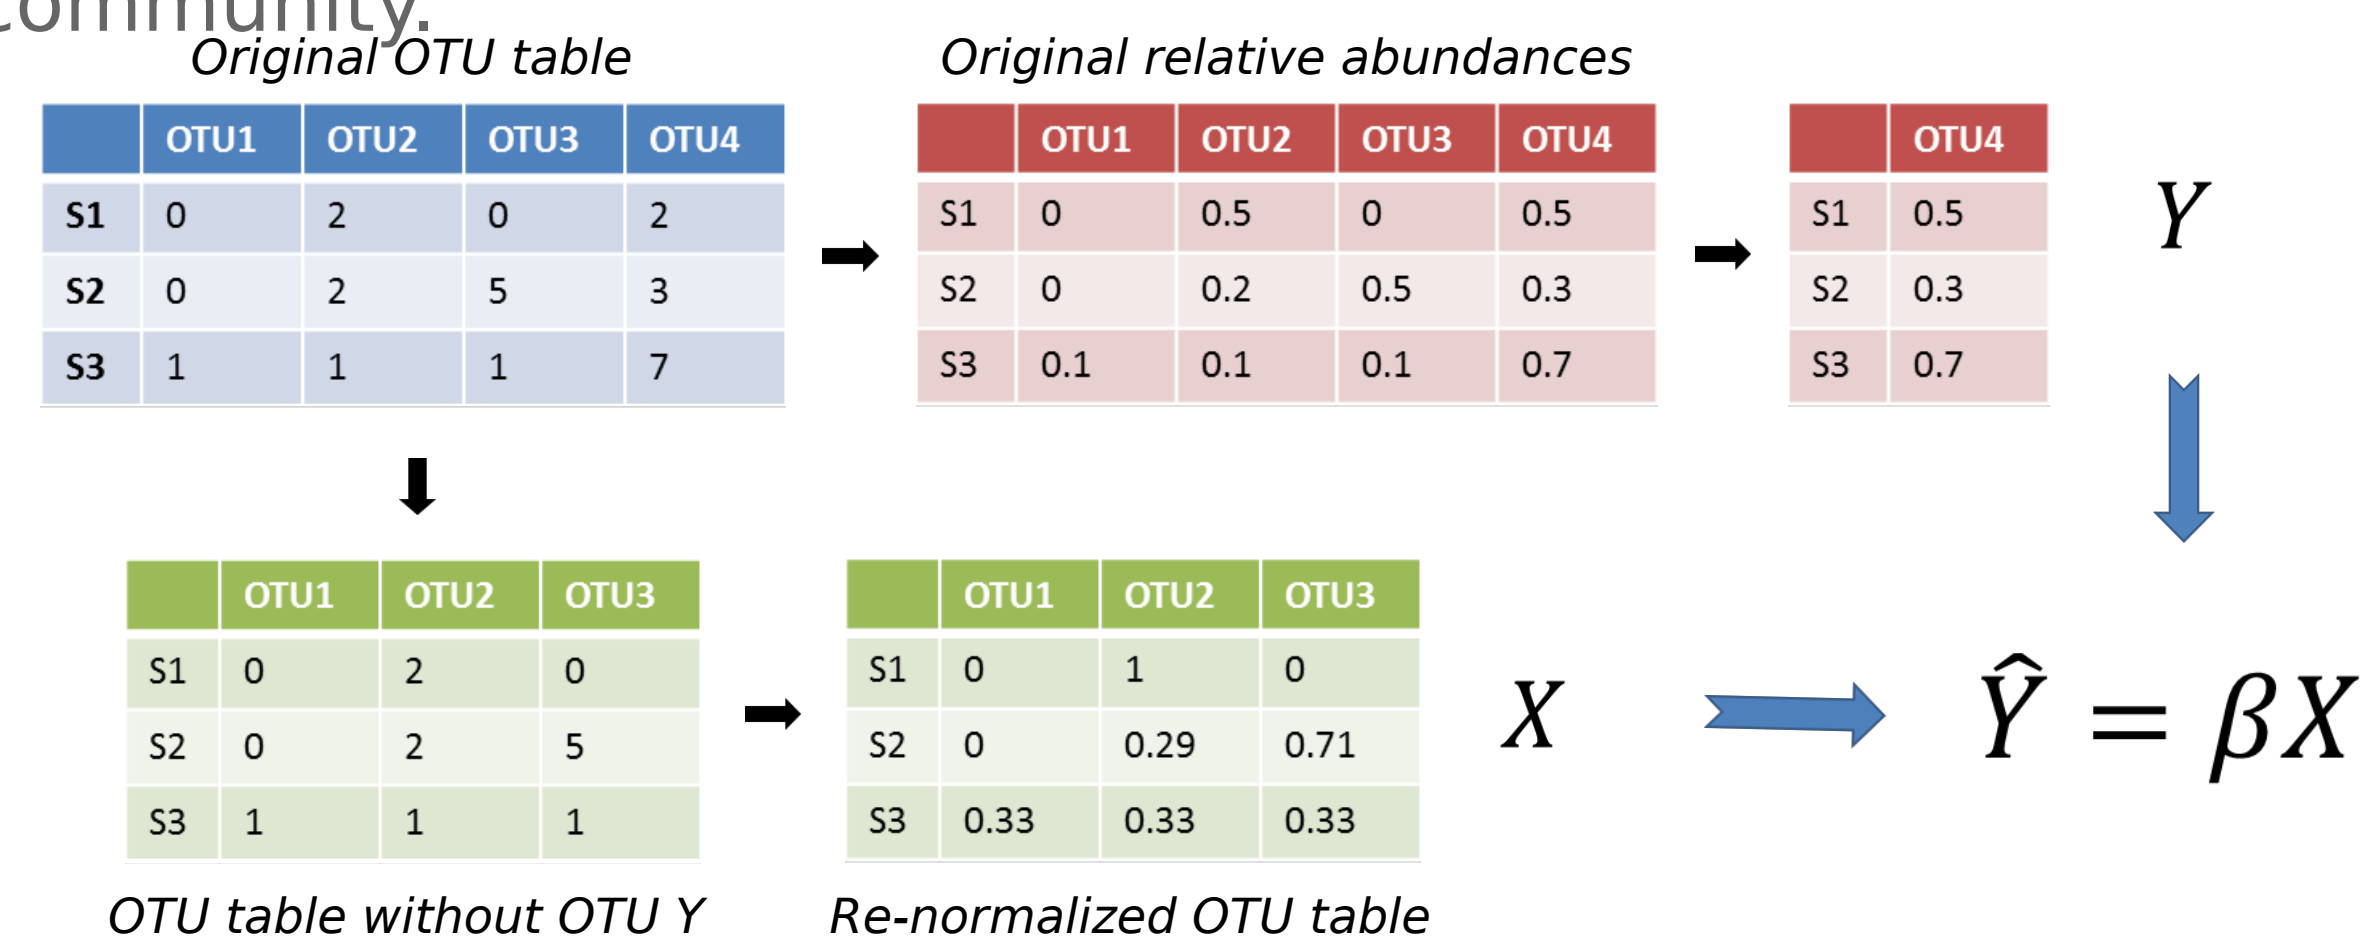 community.
Original OTU table
OTU1 OTU2 OTU3 OTU4
S1 0 2 0 2
S2 0 2 5 3
S3 1 1 1 7
Original relative abundances
OTU1 OTU2 OTU3 OTU4
S1 0 0.5 0 0.5
S2 0 0.2 0.5 0.3
S3 0.1 0.1 0.1 0.7
OTU4
S1 0.5
S2 0.3
S3 0.7
Y
OTU1 OTU2 OTU3
S1 0 2 0
S2 0 2 5
S3 1 1 1
OTU table without OTU Y
OTU1 OTU2 OTU3
S1 0 1 0
S2 0 0.29 0.71
S3 0.33 0.33 0.33
Re-normalized OTU table
X
Ŷ = βX